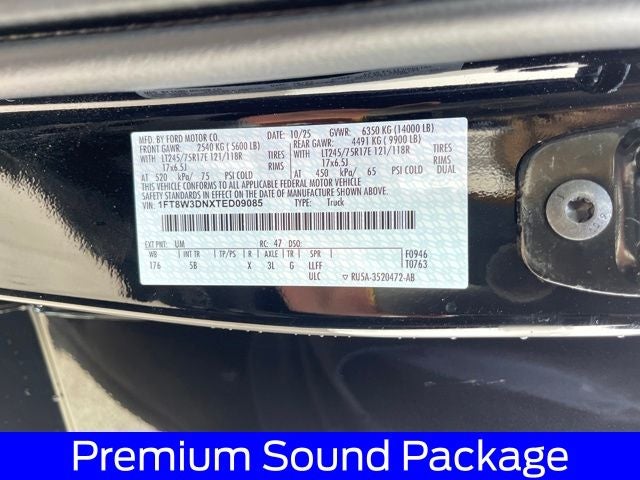 MFD. BY FORD MOTOR CO. DATE: 10/25 GVWR: 6350 KG (14000 LB)
FRONT GAWR: 2540 KG (5600 LB) REAR GAWR: 4491 KG (9900 LB)
WITH LT245/75R17E 121/118R TIRES WITH LT245/75R17E 121/118R TIRES
17x6.5J RIMS 17x6.5J RIMS
AT 520 kPa/ 75 PSI COLD AT 450 kPa/ 65 PSI COLD DUAL
THIS VEHICLE CONFORMS TO ALL APPLICABLE FEDERAL MOTOR VEHICLE
SAFETY STANDARDS IN EFFECT ON THE DATE OF MANUFACTURE SHOWN ABOVE.
VIN: 1FT8W3DNXTED09085 TYPE: Truck
EXT PNT: UM RC: 47 DSO: F0946
WB INT TR TP/PS R AXLE TR SPR T0763
176 5B X 3L G LLFF
ULC RU5A-3520472-AB
Premium Sound Package